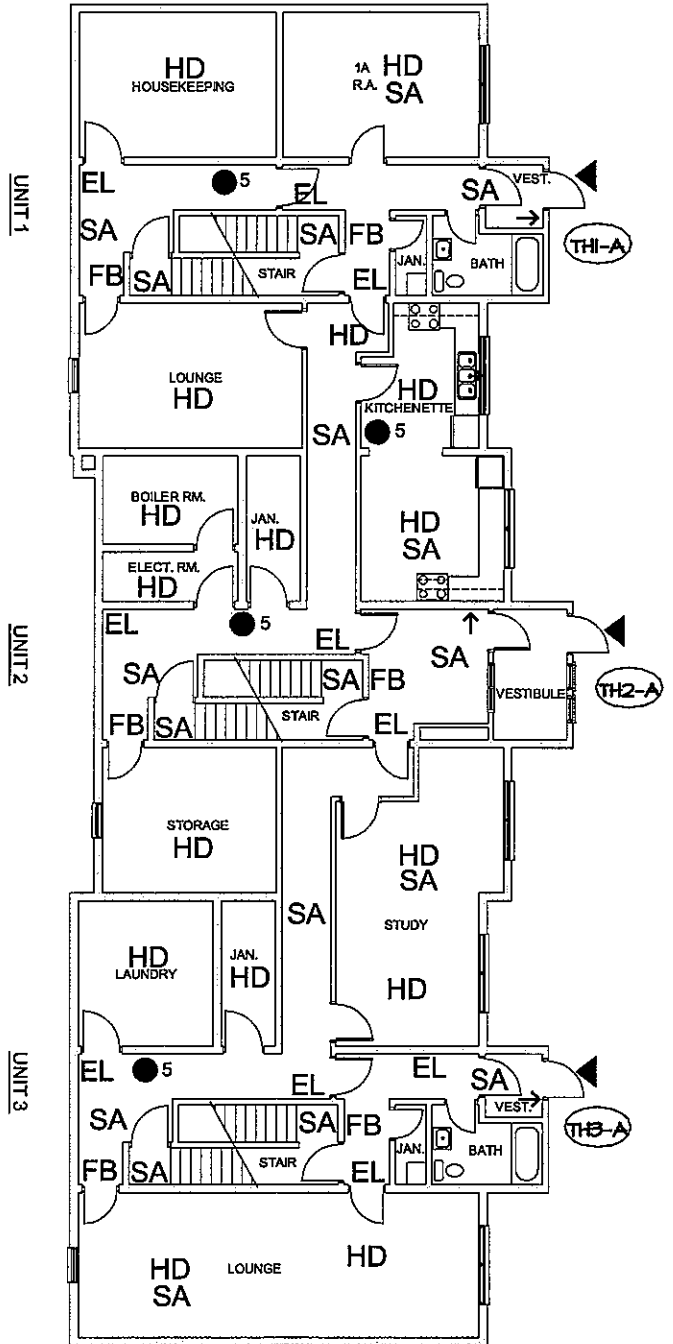 HD
HOUSEKEEPING
1A
R.A.
HD
SA
EL
5
EL
SA
VEST.
TH1-A
UNIT 1
SA
FB
SA
STAIR
SA
FB
EL
JAN.
BATH
HD
LOUNGE
HD
HD
KITCHENETTE
SA
5
BOILER RM.
HD
JAN.
HD
HD
SA
ELECT. RM.
HD
EL
5
EL
SA
UNIT 2
SA
FB
SA
STAIR
SA
FB
EL
VESTIBULE
TH2-A
STORAGE
HD
HD
SA
STUDY
SA
HD
HD
LAUNDRY
JAN.
HD
UNIT 3
EL
5
EL
EL
SA
VEST.
TH3-A
SA
FB
SA
STAIR
SA
FB
EL
JAN.
BATH
HD
SA
LOUNGE
HD